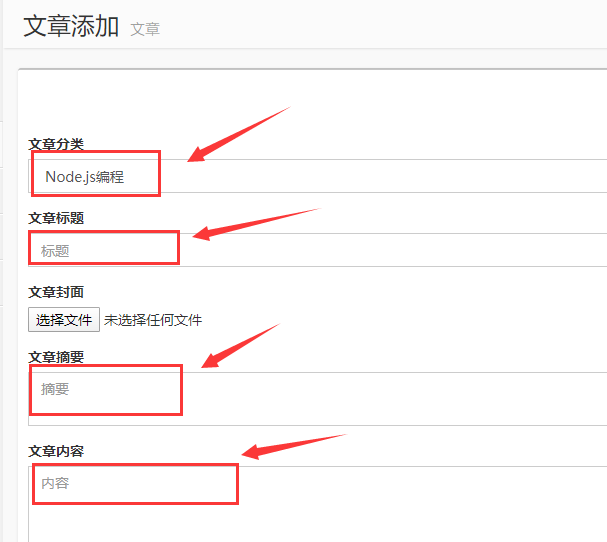 文章添加 文章
文章分类
Node.js编程
文章标题
标题
文章封面
选择文件 未选择任何文件
文章摘要
摘要
文章内容
内容